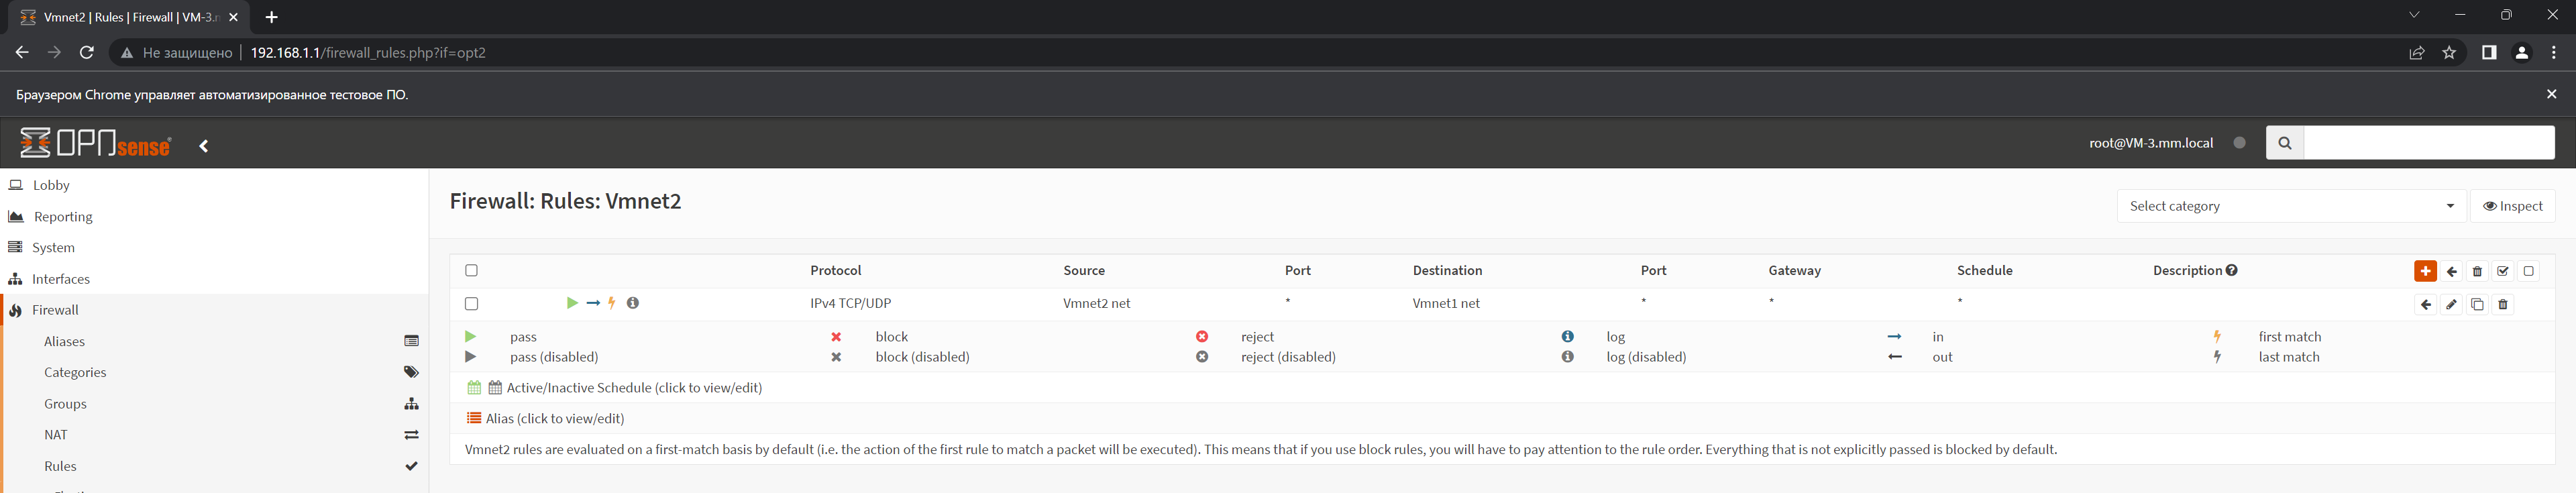 Vmnet2 | Rules | Firewall | VM-3.m
Не защищено | 192.168.1.1/firewall_rules.php?if=opt2
Браузером Chrome управляет автоматизированное тестовое ПО.
OPNsense root@VM-3.mm.local
Lobby
Reporting
System
Interfaces
Firewall
Aliases
Categories
Groups
NAT
Rules
Firewall: Rules: Vmnet2
Select category Inspect
Protocol Source Port Destination Port Gateway Schedule Description
IPv4 TCP/UDP Vmnet2 net * Vmnet1 net * * *
pass block reject log in first match
pass (disabled) block (disabled) reject (disabled) log (disabled) out last match
Active/Inactive Schedule (click to view/edit)
Alias (click to view/edit)
Vmnet2 rules are evaluated on a first-match basis by default (i.e. the action of the first rule to match a packet will be executed). This means that if you use block rules, you will have to pay attention to the rule order. Everything that is not explicitly passed is blocked by default.